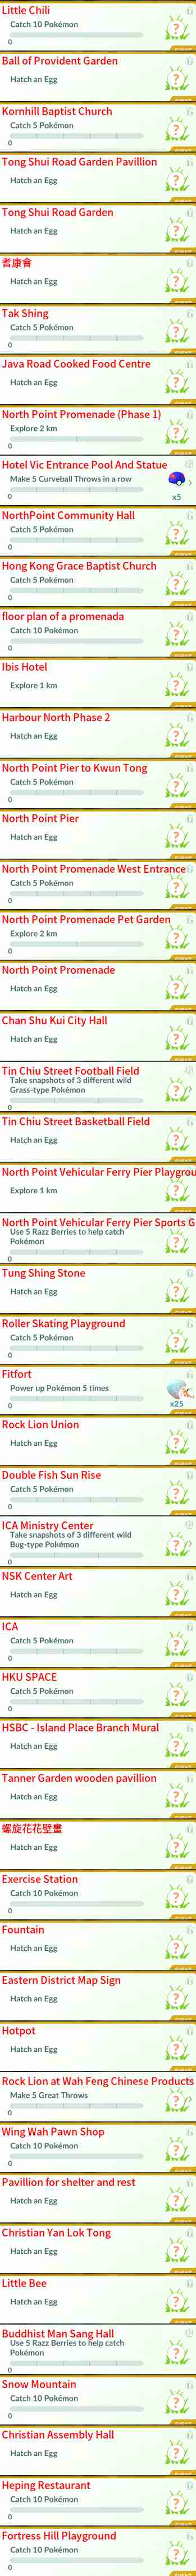 Little Chili
Catch 10 Pokémon
0
Ball of Provident Garden
Hatch an Egg
Kornhill Baptist Church
Catch 5 Pokémon
0
Tong Shui Road Garden Pavillion
Hatch an Egg
Tong Shui Road Garden
Hatch an Egg
耆康會
Hatch an Egg
Tak Shing
Catch 5 Pokémon
0
Java Road Cooked Food Centre
Hatch an Egg
North Point Promenade (Phase 1)
Explore 2 km
0
Hotel Vic Entrance Pool And Statue
Make 5 Curveball Throws in a row
0
x5
NorthPoint Community Hall
Catch 5 Pokémon
0
Hong Kong Grace Baptist Church
Catch 5 Pokémon
0
floor plan of a promenada
Catch 10 Pokémon
0
Ibis Hotel
Explore 1 km
Harbour North Phase 2
Hatch an Egg
North Point Pier to Kwun Tong
Catch 5 Pokémon
0
North Point Pier
Hatch an Egg
North Point Promenade West Entrance
Catch 5 Pokémon
0
North Point Promenade Pet Garden
Explore 2 km
0
North Point Promenade
Hatch an Egg
Chan Shu Kui City Hall
Hatch an Egg
Tin Chiu Street Football Field
Take snapshots of 3 different wild
Grass-type Pokémon
0
Tin Chiu Street Basketball Field
Hatch an Egg
North Point Vehicular Ferry Pier Playgrou
Explore 1 km
North Point Vehicular Ferry Pier Sports G
Use 5 Razz Berries to help catch
Pokémon
0
Tung Shing Stone
Hatch an Egg
Roller Skating Playground
Catch 5 Pokémon
0
Fitfort
Power up Pokémon 5 times
0
x25
Rock Lion Union
Hatch an Egg
Double Fish Sun Rise
Catch 5 Pokémon
0
ICA Ministry Center
Take snapshots of 3 different wild
Bug-type Pokémon
0
NSK Center Art
Hatch an Egg
ICA
Catch 5 Pokémon
0
HKU SPACE
Catch 5 Pokémon
0
HSBC - Island Place Branch Mural
Hatch an Egg
Tanner Garden wooden pavillion
Hatch an Egg
螺旋花花壁畫
Hatch an Egg
Exercise Station
Catch 10 Pokémon
0
Fountain
Hatch an Egg
Eastern District Map Sign
Hatch an Egg
Hotpot
Hatch an Egg
Rock Lion at Wah Feng Chinese Products
Make 5 Great Throws
0
Wing Wah Pawn Shop
Catch 10 Pokémon
0
Pavillion for shelter and rest
Hatch an Egg
Christian Yan Lok Tong
Hatch an Egg
Little Bee
Hatch an Egg
Buddhist Man Sang Hall
Use 5 Razz Berries to help catch
Pokémon
0
Snow Mountain
Catch 10 Pokémon
0
Christian Assembly Hall
Hatch an Egg
Heping Restaurant
Catch 10 Pokémon
0
Fortress Hill Playground
Catch 10 Pokémon
0